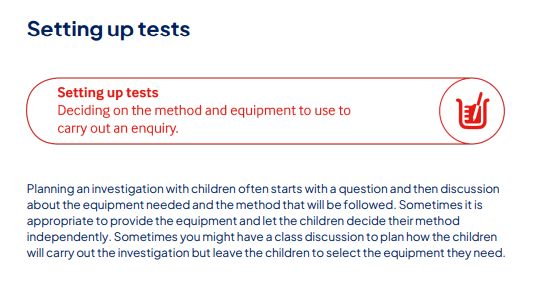 Setting up tests
Setting up tests
Deciding on the method and equipment to use to
carry out an enquiry.
Planning an investigation with children often starts with a question and then discussion
about the equipment needed and the method that will be followed. Sometimes it is
appropriate to provide the equipment and let the children decide their method
independently. Sometimes you might have a class discussion to plan how the children
will carry out the investigation but leave the children to select the equipment they need.